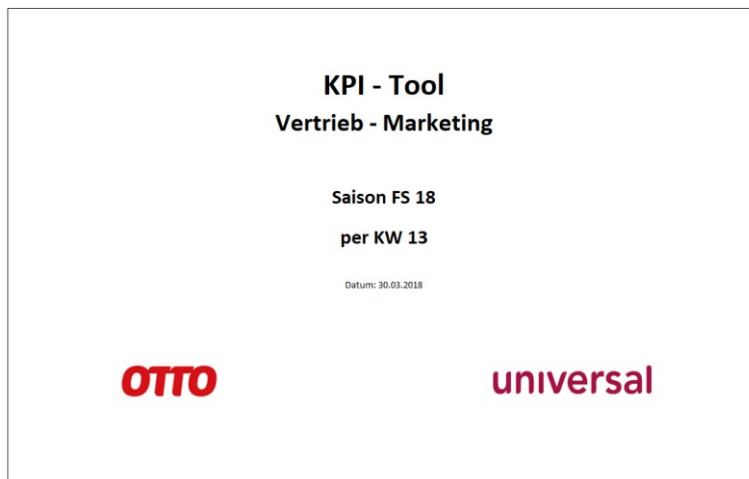 KPI - Tool
Vertrieb - Marketing
Saison FS 18
per KW 13
Datum: 30.03.2018
OTTO
universal